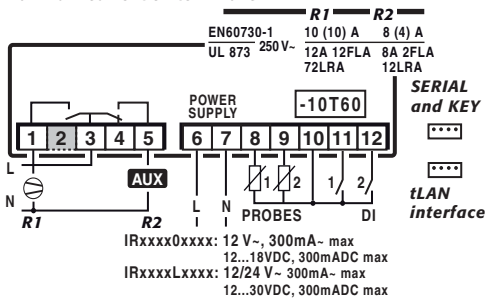 R1 R2
EN60730-1 250 V~ 10 (10) A 8 (4) A
UL 873 12A 12FLA 8A 2FLA
72LRA 12LRA
SERIAL
and KEY
POWER
SUPPLY
-10T60
1 2 3 4 5 6 7 8 9 10 11 12
L
AUX
1 2 1 2
tLAN
interface
N
R1 R2 L N PROBES DI
IRxxxx0xxxx: 12 V~, 300mA~ max
12...18VDC, 300mADC max
IRxxxxLxxxx: 12/24 V~ 300mA~ max
12...30VDC, 300mADC max